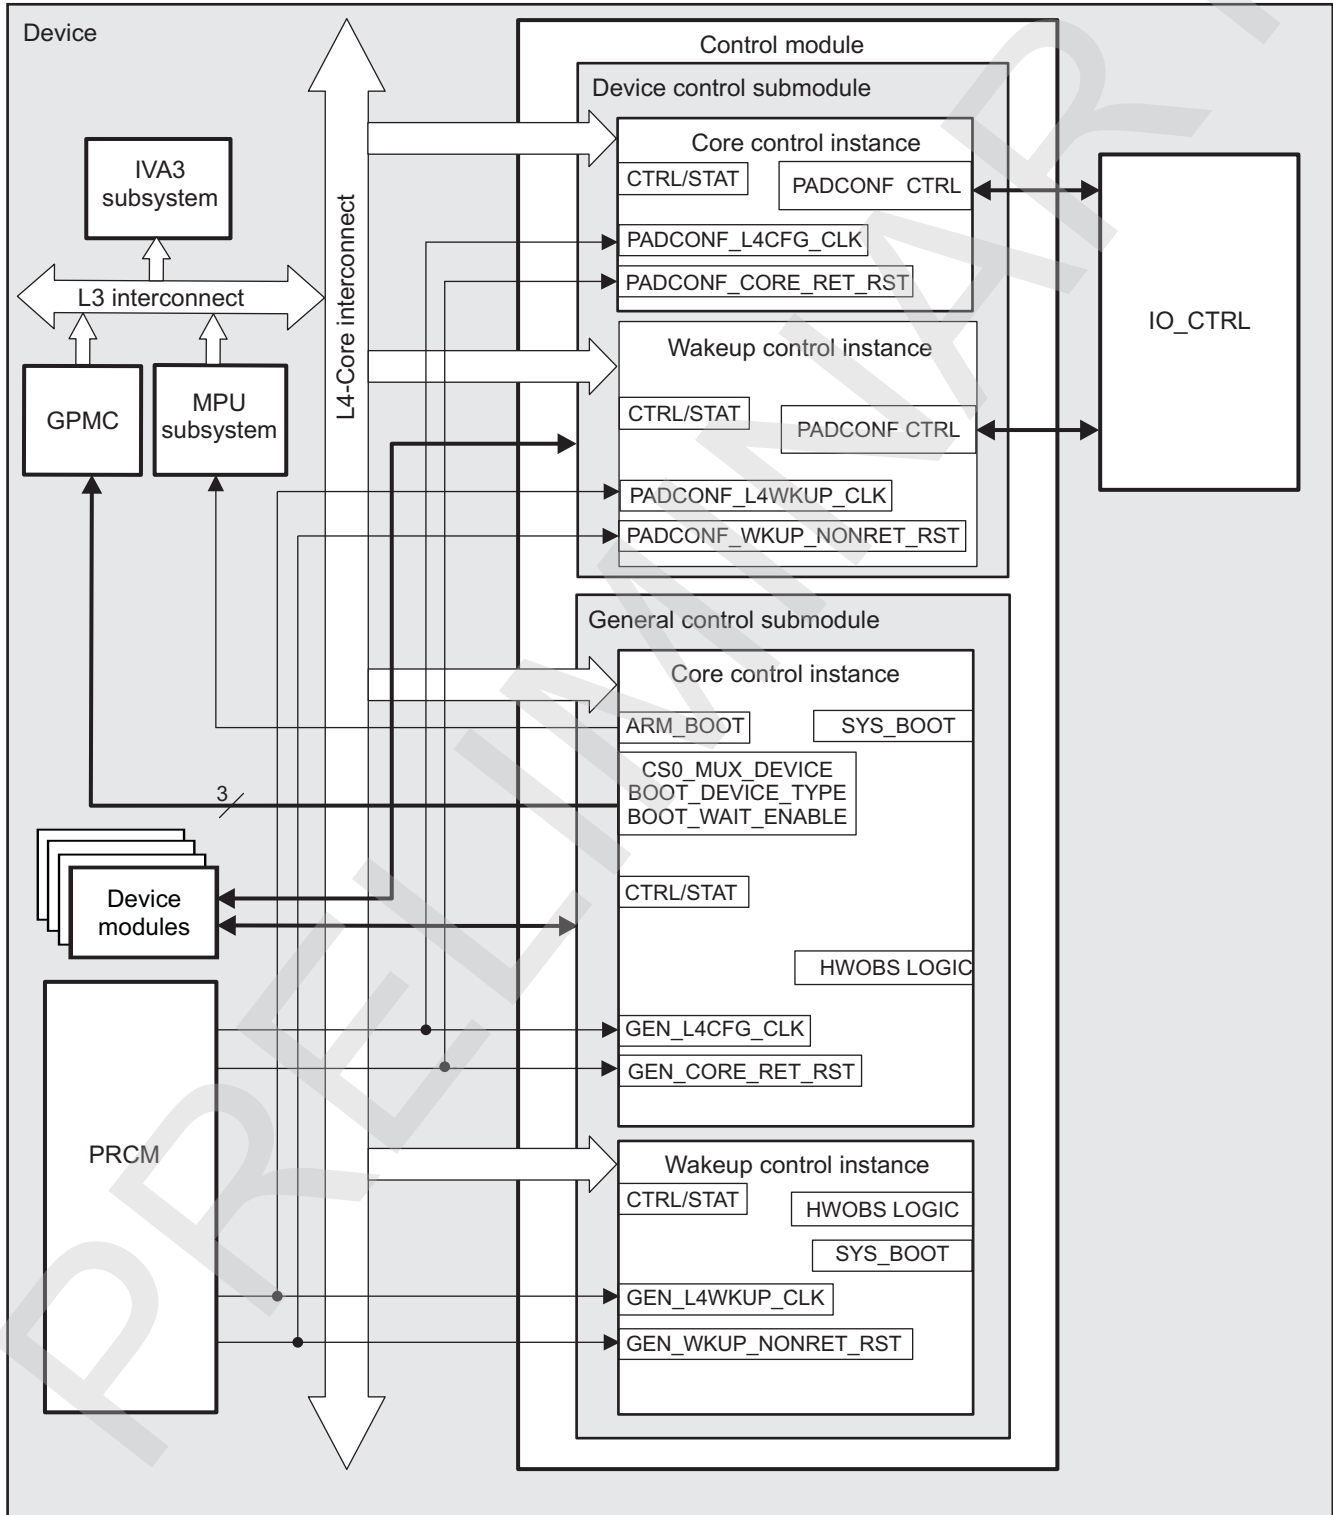 Device
Control module
Device control submodule
Core control instance
CTRL/STAT
PADCONF CTRL
PADCONF_L4CFG_CLK
PADCONF_CORE_RET_RST
Wakeup control instance
CTRL/STAT
PADCONF CTRL
PADCONF_L4WKUP_CLK
PADCONF_WKUP_NONRET_RST
IO_CTRL
IVA3
subsystem
L3 interconnect
L4-Core interconnect
GPMC
MPU
subsystem
General control submodule
Core control instance
ARM_BOOT
SYS_BOOT
CS0_MUX_DEVICE
BOOT_DEVICE_TYPE
BOOT_WAIT_ENABLE
3
CTRL/STAT
HWOBS LOGIC
GEN_L4CFG_CLK
GEN_CORE_RET_RST
Device
modules
PRCM
Wakeup control instance
CTRL/STAT
HWOBS LOGIC
SYS_BOOT
GEN_L4WKUP_CLK
GEN_WKUP_NONRET_RST
PRELIMINARY